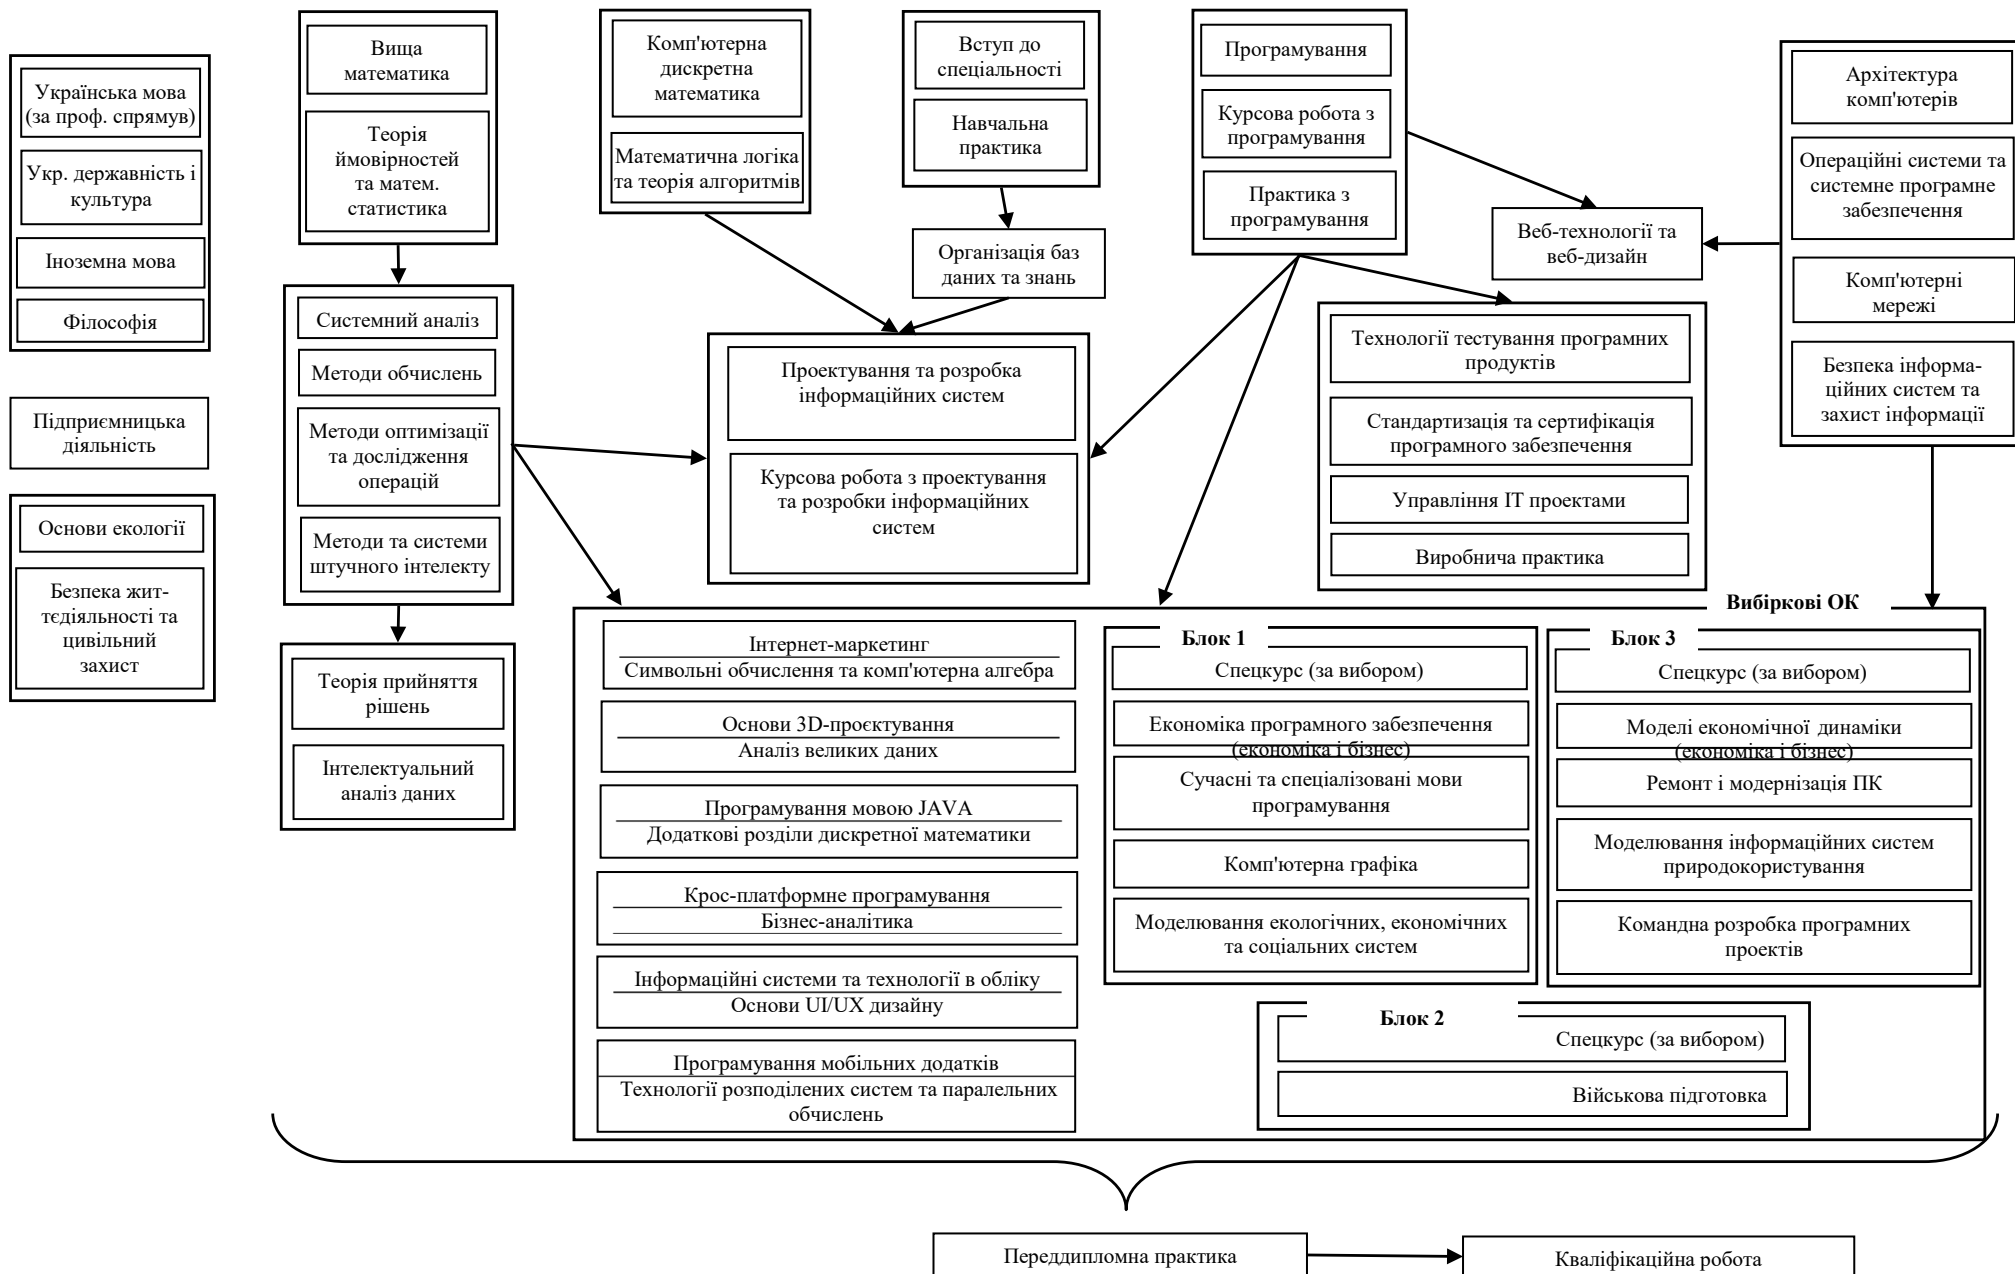 Українська мова
(за проф. спрямув)
Укр. державність і
культура
Іноземна мова
Філософія
Підприємницька
діяльність
Основи екології
Безпека жит-
тєдіяльності та
цивільний
захист
Вища
математика
Теорія
ймовірностей
та матем.
статистика
Системний аналіз
Методи обчислень
Методи оптимізації
та дослідження
операцій
Методи та системи
штучного інтелекту
Теорія прийняття
рішень
Інтелектуальний
аналіз даних
Комп'ютерна
дискретна
математика
Математична логіка
та теорія алгоритмів
Вступ до
спеціальності
Навчальна
практика
Організація баз
даних та знань
Проектування та розробка
інформаційних систем
Курсова робота з проектування
та розробки інформаційних
систем
Програмування
Курсова робота з
програмування
Практика з
програмування
Веб-технології та
веб-дизайн
Технології тестування програмних
продуктів
Стандартизація та сертифікація
програмного забезпечення
Управління ІТ проектами
Виробнича практика
Архітектура
комп'ютерів
Операційні системи та
системне програмне
забезпечення
Комп'ютерні
мережі
Безпека інформа-
ційних систем та
захист інформації
Вибіркові ОК
Інтернет-маркетинг
Символьні обчислення та комп'ютерна алгебра
Основи 3D-проєктування
Аналіз великих даних
Програмування мовою JAVA
Додаткові розділи дискретної математики
Крос-платформне програмування
Бізнес-аналітика
Інформаційні системи та технології в обліку
Основи UI/UX дизайну
Програмування мобільних додатків
Технології розподілених систем та паралельних
обчислень
Блок 1
Спецкурс (за вибором)
Економіка програмного забезпечення
(економіка і бізнес)
Сучасні та спеціалізовані мови
програмування
Комп'ютерна графіка
Моделювання екологічних, економічних
та соціальних систем
Блок 3
Спецкурс (за вибором)
Моделі економічної динаміки
(економіка і бізнес)
Ремонт і модернізація ПК
Моделювання інформаційних систем
природокористування
Командна розробка програмних
проектів
Блок 2
Спецкурс (за вибором)
Військова підготовка
Переддипломна практика
Кваліфікаційна робота